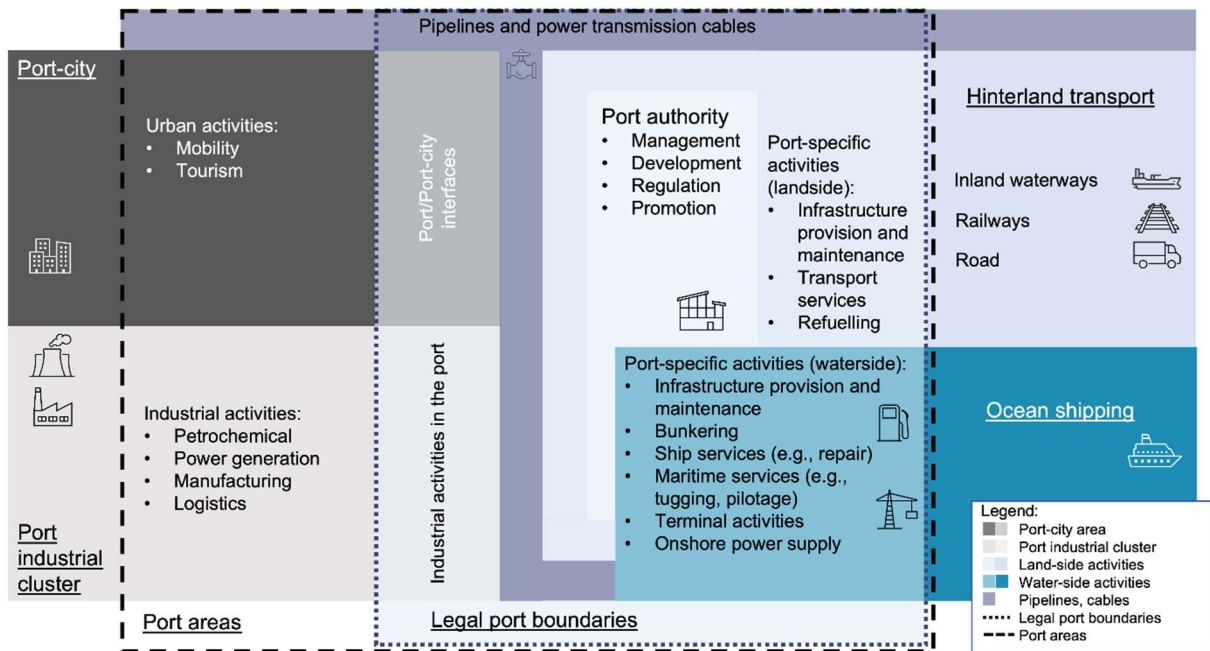 Pipelines and power transmission cables
Port-city
Urban activities:
• Mobility
• Tourism
Port/Port-city
interfaces
Port authority
• Management
• Development
• Regulation
• Promotion
Port-specific
activities
(landside):
• Infrastructure
provision and
maintenance
• Transport
services
• Refuelling
Hinterland transport
Inland waterways
Railways
Road
Industrial activities:
• Petrochemical
• Power generation
• Manufacturing
• Logistics
Port
industrial
cluster
Industrial activities in the port
Port-specific activities (waterside):
• Infrastructure provision and
maintenance
• Bunkering
• Ship services (e.g., repair)
• Maritime services (e.g.,
tugging, pilotage)
• Terminal activities
• Onshore power supply
Ocean shipping
Port areas
Legal port boundaries
Legend:
Port-city area
Port industrial cluster
Land-side activities
Water-side activities
Pipelines, cables
Legal port boundaries
Port areas